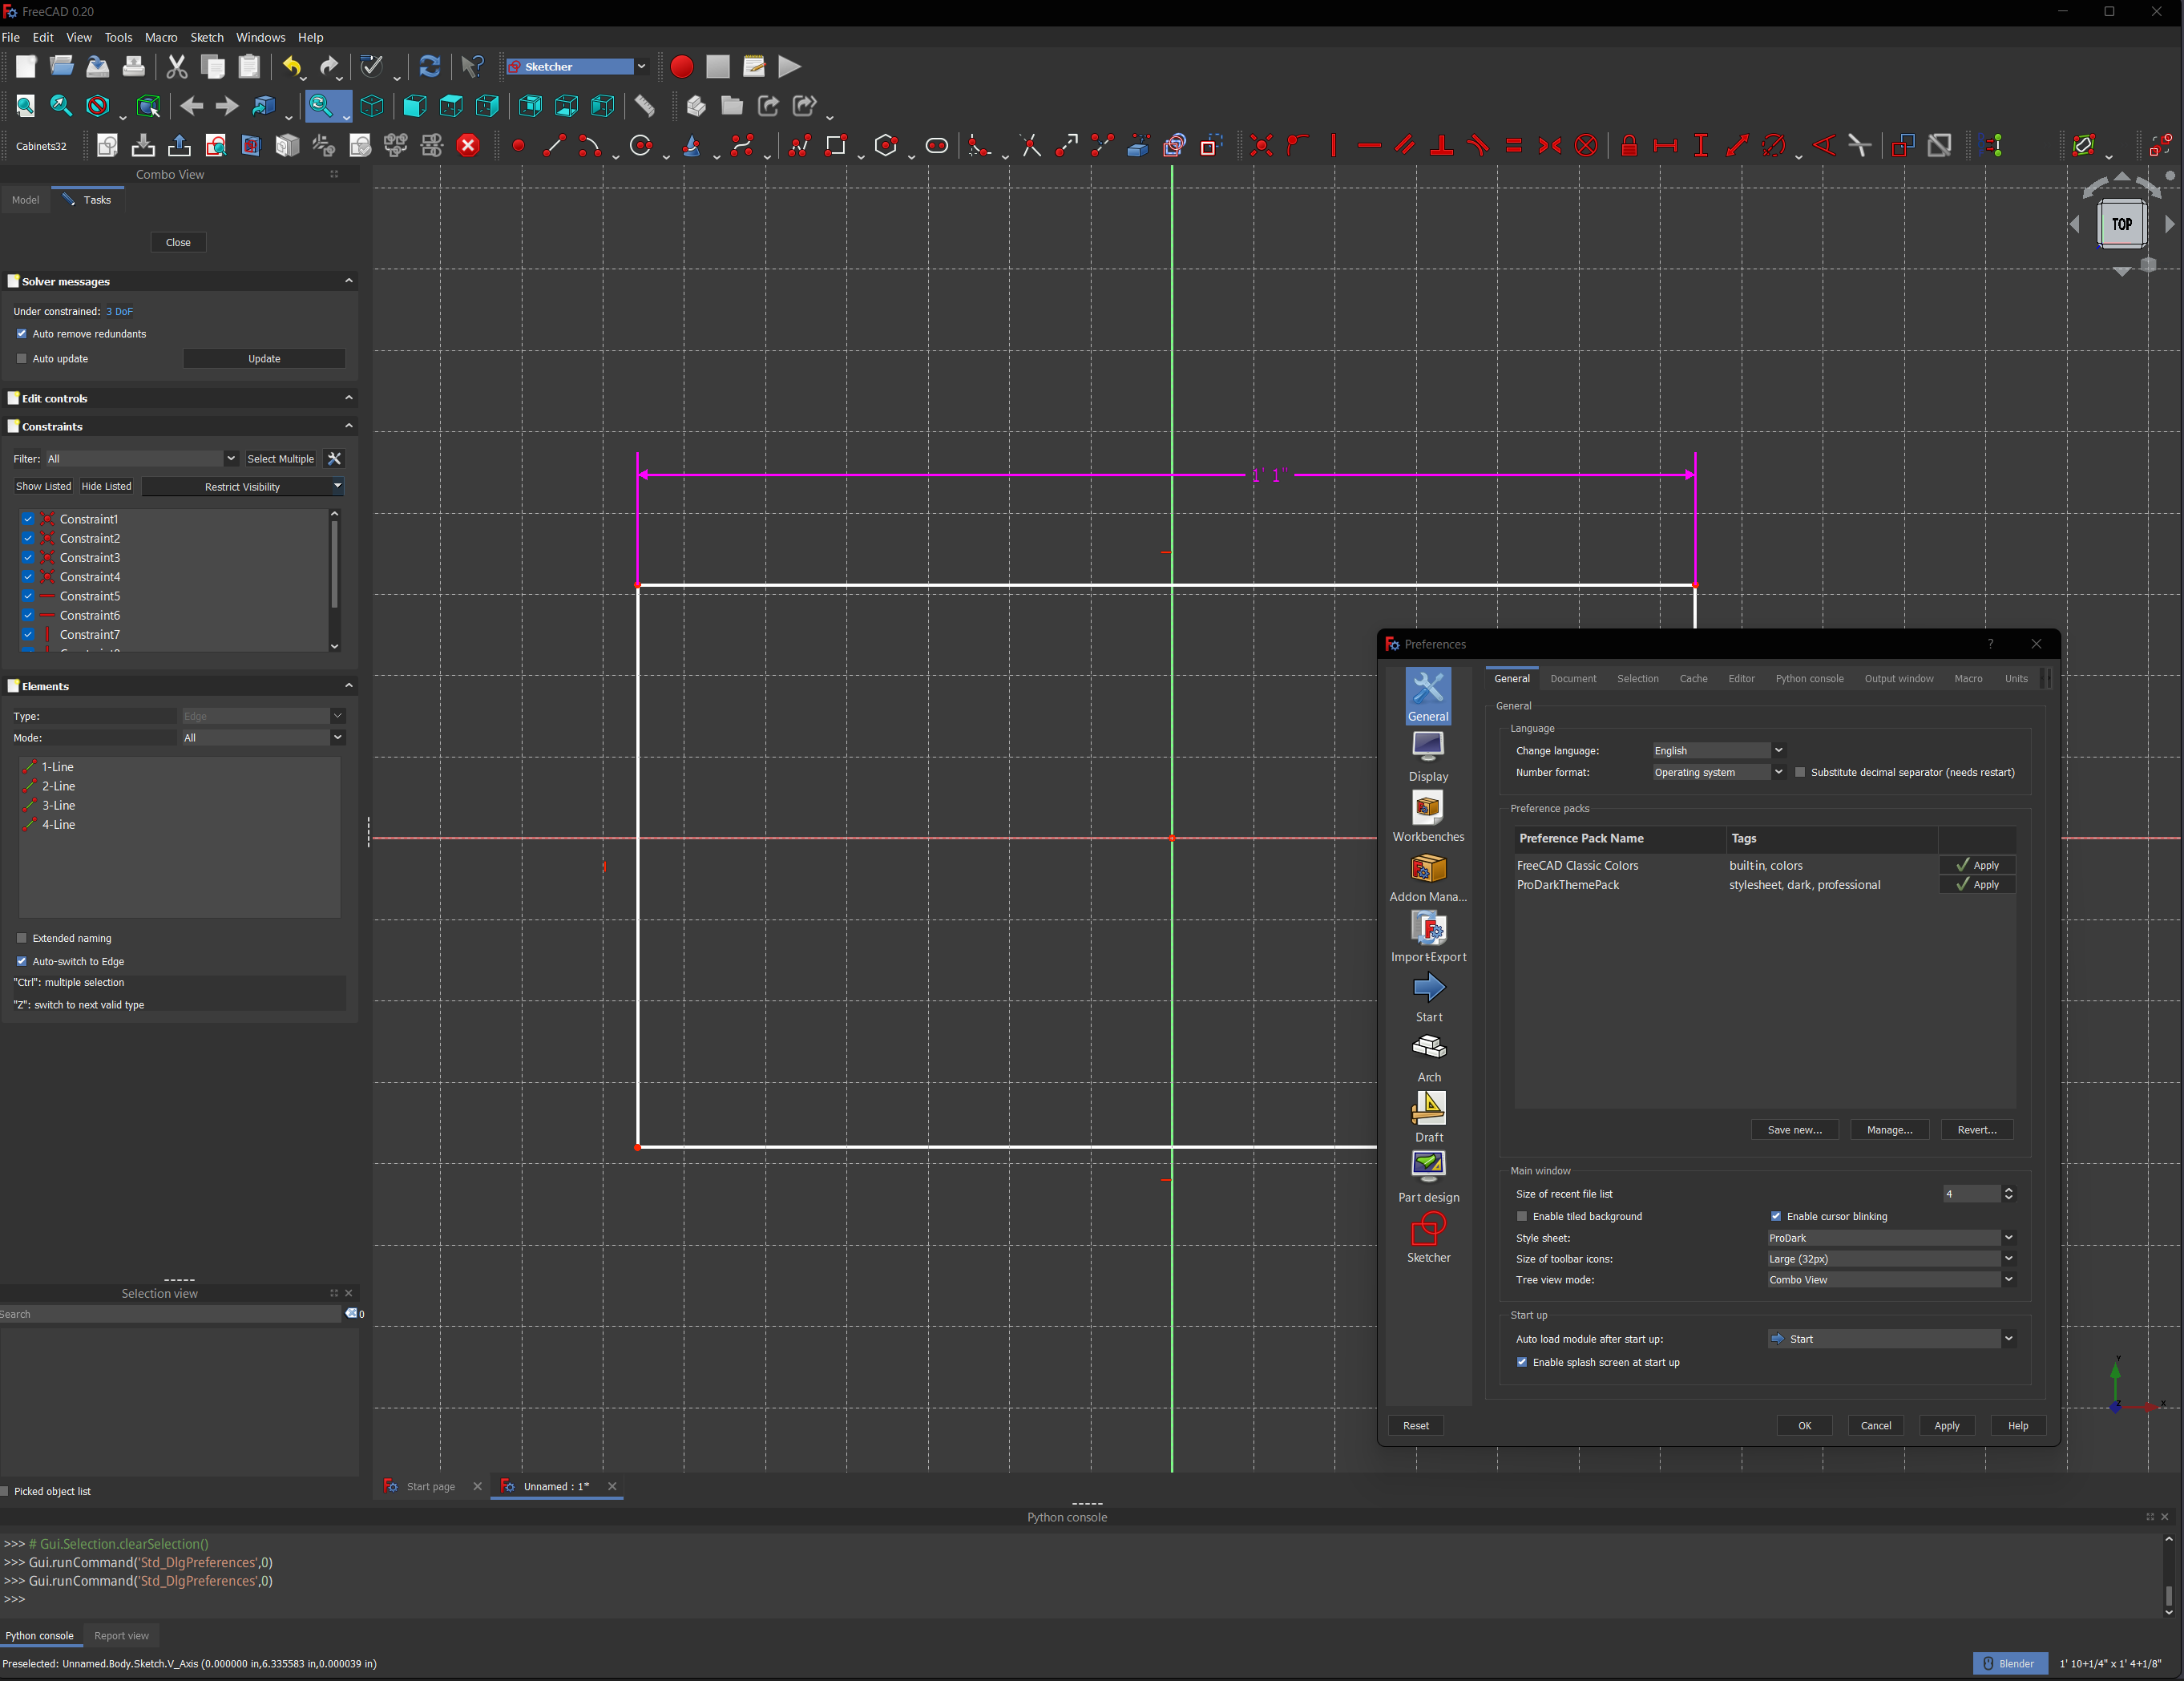 FreeCAD 0.20
File Edit View Tools Macro Sketch Windows Help
Sketcher
Cabinets32
Combo View
Model Tasks
Close
Solver messages
Under constrained: 3 DoF
Auto remove redundants
Auto update Update
Edit controls
Constraints
Filter: All Select Multiple
Show Listed Hide Listed Restrict Visibility
Constraint1
Constraint2
Constraint3
Constraint4
Constraint5
Constraint6
Constraint7
Elements
Type: Edge
Mode: All
1-Line
2-Line
3-Line
4-Line
Extended naming
Auto-switch to Edge
"Ctrl": multiple selection
"Z": switch to next valid type
Selection view
Search 0
Picked object list
1' 1"
TOP
Y
Z
X
Preferences ?
General
Display
Workbenches
Addon Mana...
Import-Export
Start
Arch
Draft
Part design
Sketcher
General Document Selection Cache Editor Python console Output window Macro Units
General
Language
Change language: English
Number format: Operating system Substitute decimal separator (needs restart)
Preference packs
Preference Pack Name Tags
FreeCAD Classic Colors built-in, colors Apply
ProDarkThemePack stylesheet, dark, professional Apply
Save new... Manage... Revert...
Main window
Size of recent file list 4
Enable tiled background Enable cursor blinking
Style sheet: ProDark
Size of toolbar icons: Large (32px)
Tree view mode: Combo View
Start up
Auto load module after start up: Start
Enable splash screen at start up
Reset OK Cancel Apply Help
Start page Unnamed : 1*
Python console
>>> # Gui.Selection.clearSelection()
>>> Gui.runCommand('Std_DlgPreferences',0)
>>> Gui.runCommand('Std_DlgPreferences',0)
>>>
Python console Report view
Preselected: Unnamed.Body.Sketch.V_Axis (0.000000 in,6.335583 in,0.000039 in) Blender 1' 10+1/4" x 1' 4+1/8"